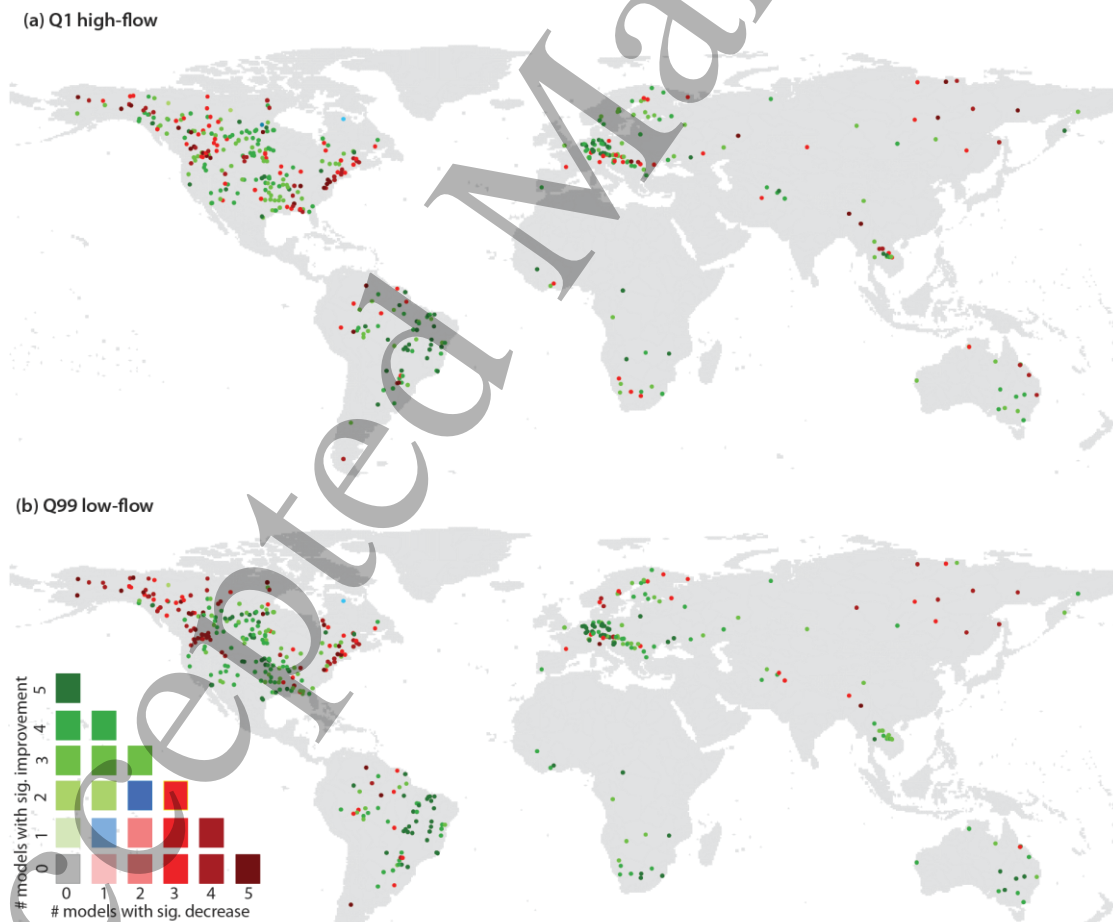 (a) Q1 high-flow
(b) Q99 low-flow
# models with sig. improvement
5
4
3
2
1
0
0 1 2 3 4 5
# models with sig. decrease
ccepted Ma